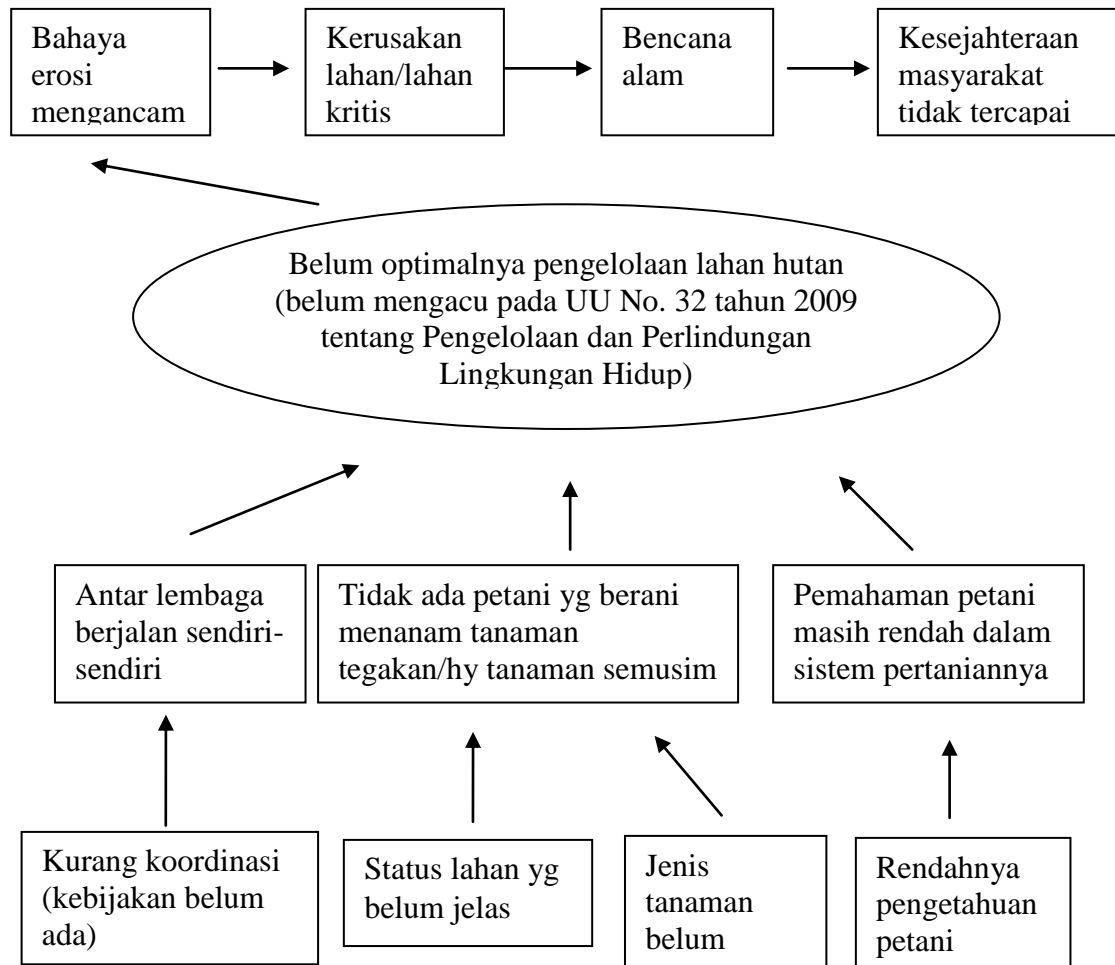 Bahaya
erosi
mengancam
Kerusakan
lahan/lahan
kritis
Bencana
alam
Kesejahteraan
masyarakat
tidak tercapai
Belum optimalnya pengelolaan lahan hutan
(belum mengacu pada UU No. 32 tahun 2009
tentang Pengelolaan dan Perlindungan
Lingkungan Hidup)
Antar lembaga
berjalan sendiri-
sendiri
Tidak ada petani yg berani
menanam tanaman
tegakan/hy tanaman semusim
Pemahaman petani
masih rendah dalam
sistem pertaniannya
Kurang koordinasi
(kebijakan belum
ada)
Status lahan yg
belum jelas
Jenis
tanaman
belum
Rendahnya
pengetahuan
petani